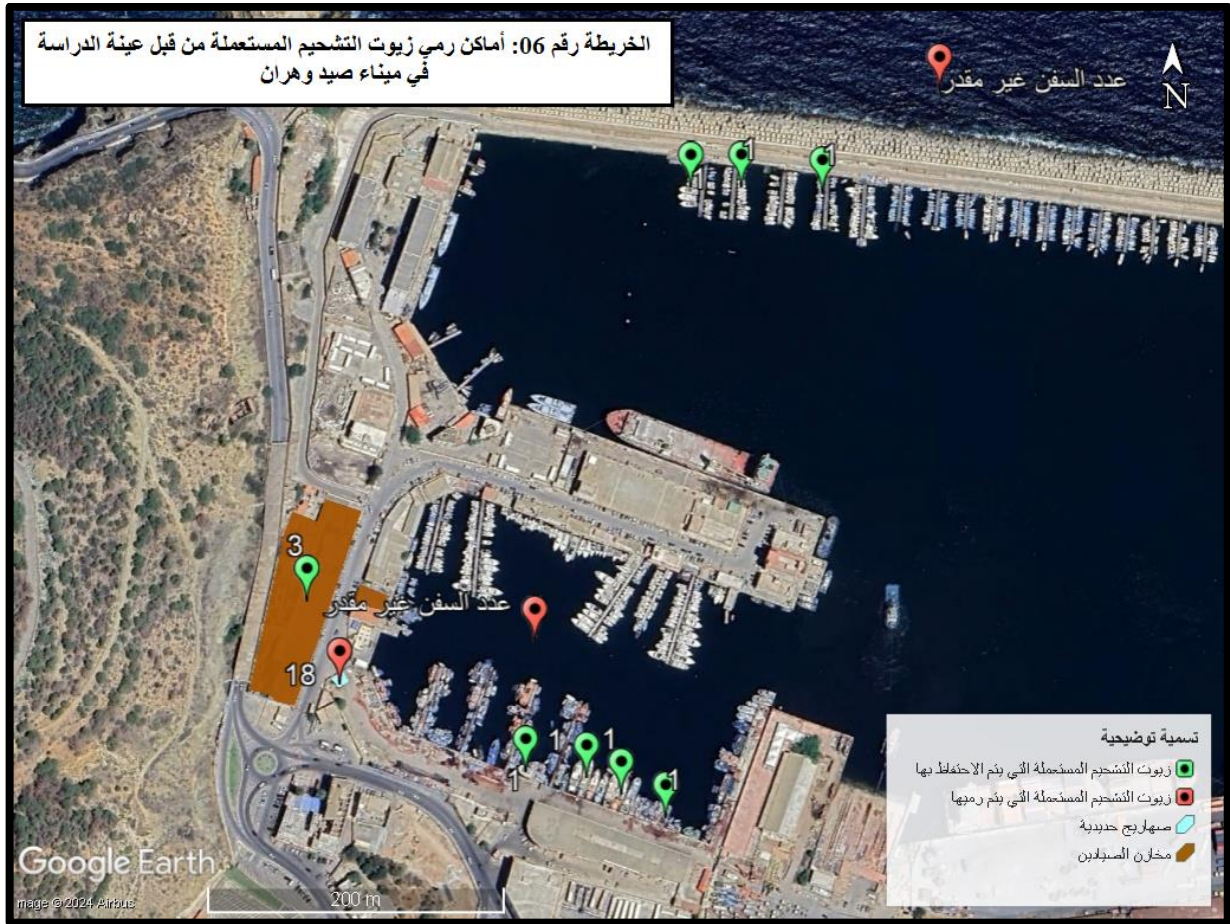 الخريطة رقم 06: أماكن رمي زيوت التشحيم المستعملة من قبل عينة الدراسة
في ميناء صيد وهران
عدد السفن غير مقدر
N
1
1
1
3
عدد السفن غير مقدر
18
1
1
1
1
تسمية توضيحية
زيوت التشحيم المستعملة التي يتم الاحتفاظ بها
زيوت التشحيم المستعملة التي يتم رميها
صهاريج حديدية
مخازن الصيادين
Google Earth
200 m
mage © 2024 Airbus